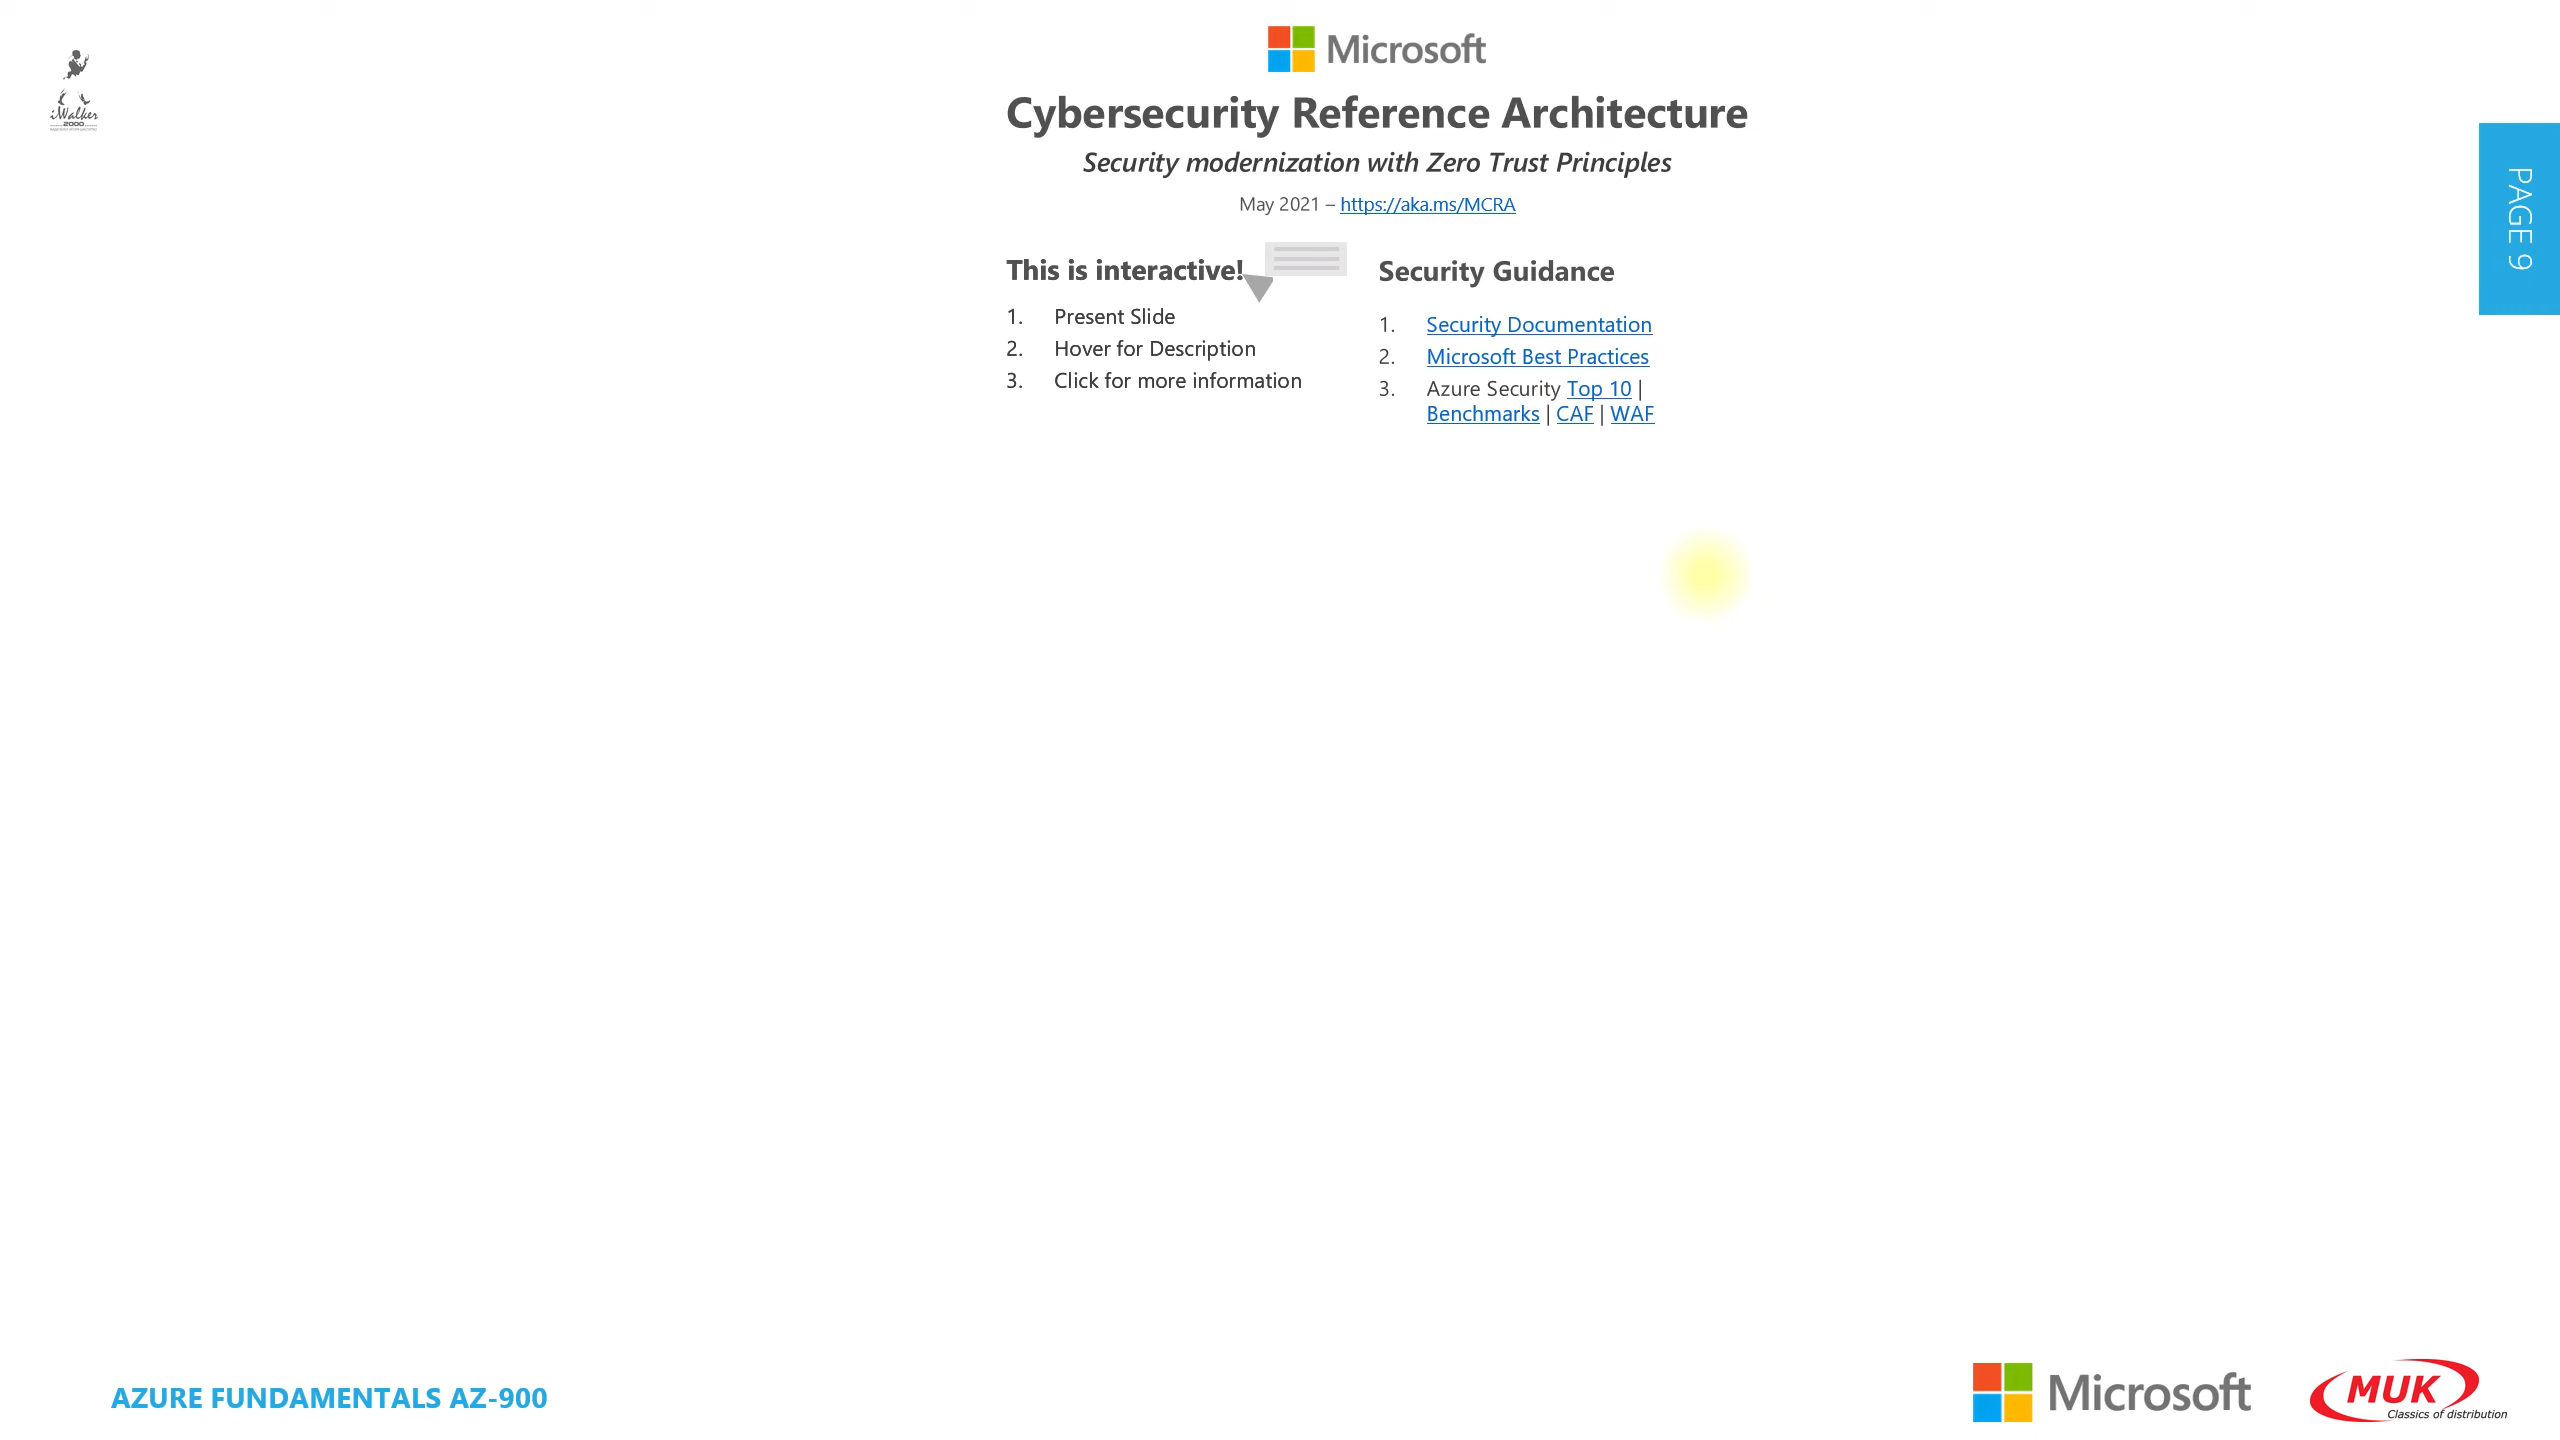 iWalker
2000
Microsoft
Cybersecurity Reference Architecture
Security modernization with Zero Trust Principles
May 2021 – https://aka.ms/MCRA
This is interactive!
1. Present Slide
2. Hover for Description
3. Click for more information
Security Guidance
1. Security Documentation
2. Microsoft Best Practices
3. Azure Security Top 10 |
Benchmarks | CAF | WAF
PAGE 9
AZURE FUNDAMENTALS AZ-900
Microsoft
MUK
Classics of distribution